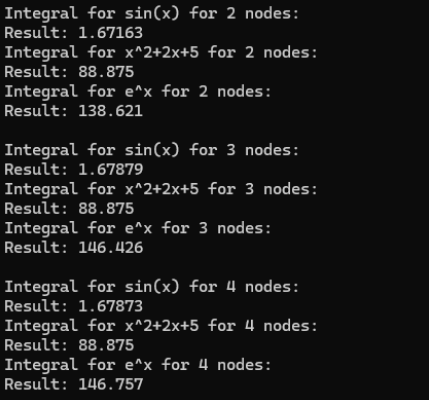 Integral for sin(x) for 2 nodes:
Result: 1.67163
Integral for x^2+2x+5 for 2 nodes:
Result: 88.875
Integral for e^x for 2 nodes:
Result: 138.621

Integral for sin(x) for 3 nodes:
Result: 1.67879
Integral for x^2+2x+5 for 3 nodes:
Result: 88.875
Integral for e^x for 3 nodes:
Result: 146.426

Integral for sin(x) for 4 nodes:
Result: 1.67873
Integral for x^2+2x+5 for 4 nodes:
Result: 88.875
Integral for e^x for 4 nodes:
Result: 146.757